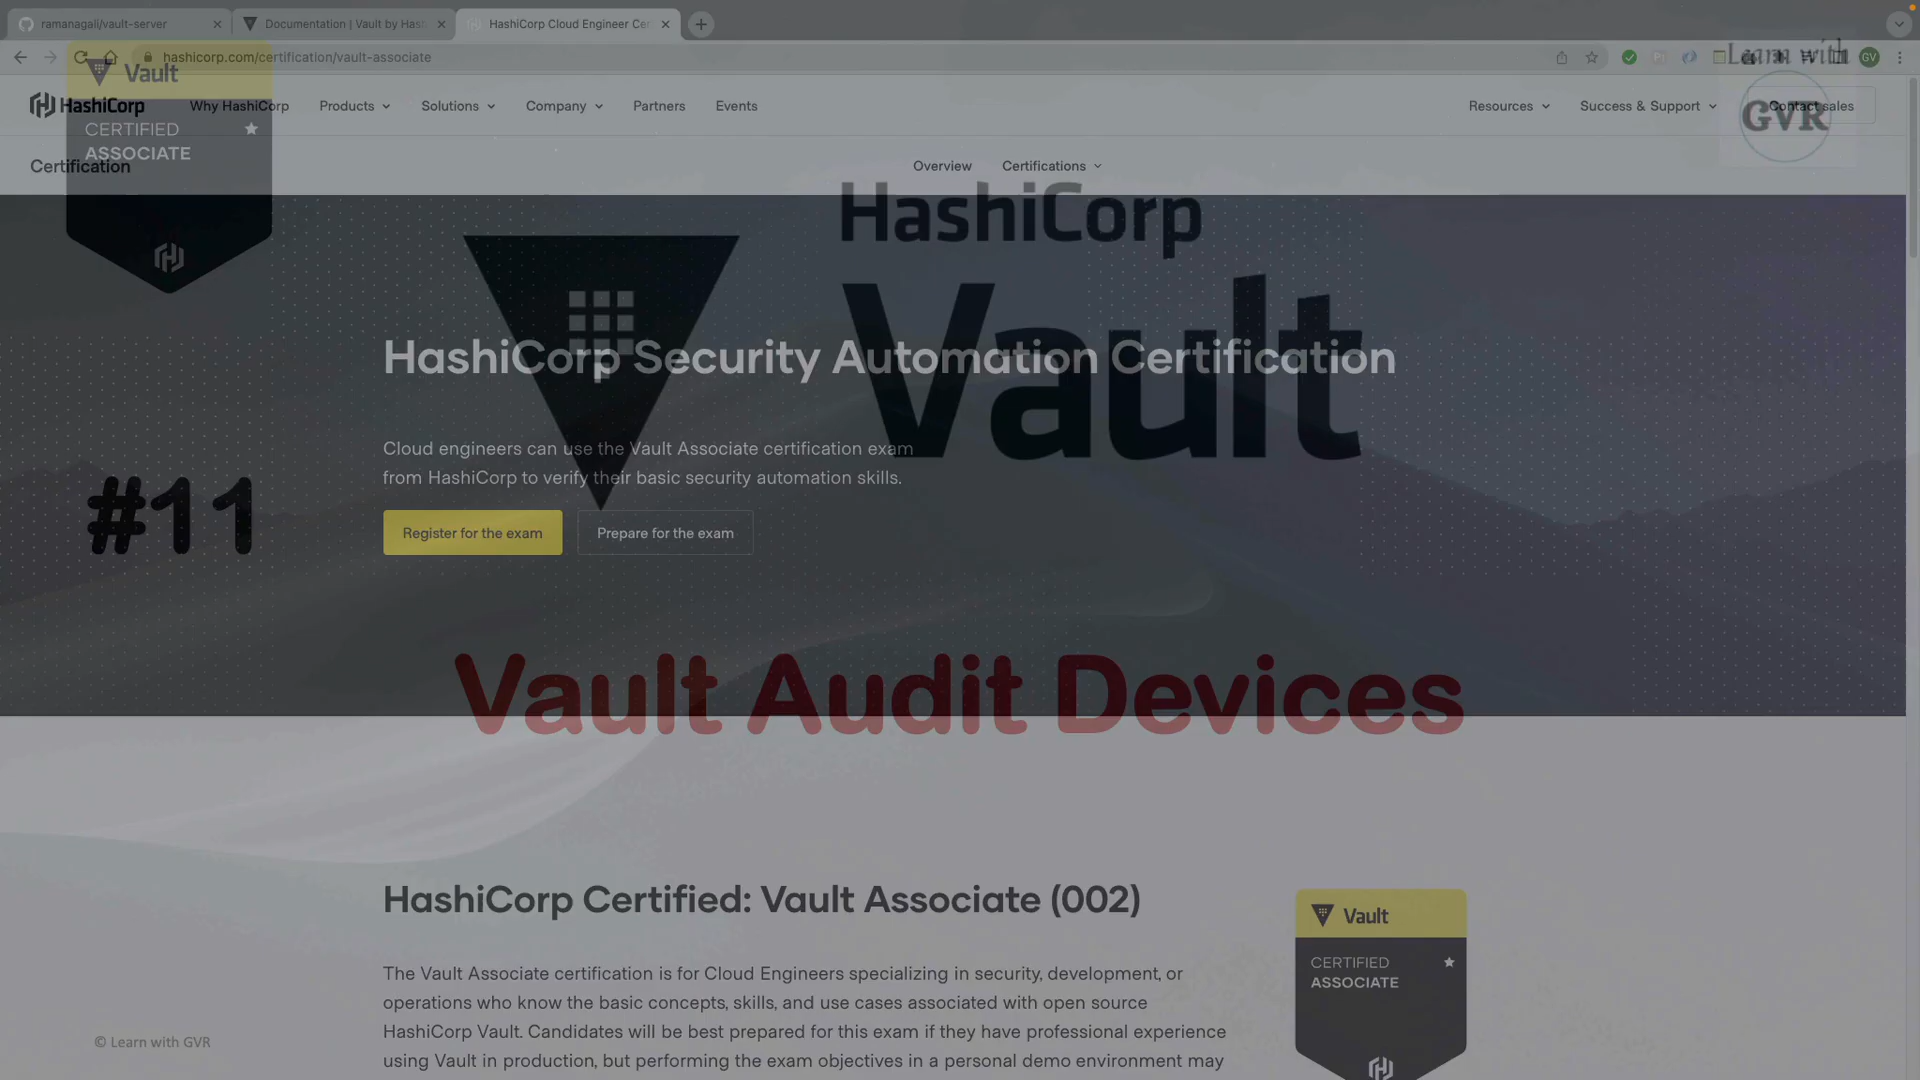 ramanagali/vault-server
Documentation | Vault by Hash
HashiCorp Cloud Engineer Cer
hashicorp.com/certification/vault-associate
GV
Learn with
GVR
Vault
CERTIFIED
ASSOCIATE
HashiCorp
Why HashiCorp
Products
Solutions
Company
Partners
Events
Resources
Success & Support
Contact sales
Certification
Overview
Certifications
HashiCorp
Vault
HashiCorp Security Automation Certification
Cloud engineers can use the Vault Associate certification exam
from HashiCorp to verify their basic security automation skills.
#11
Register for the exam
Prepare for the exam
Vault Audit Devices
HashiCorp Certified: Vault Associate (002)
The Vault Associate certification is for Cloud Engineers specializing in security, development, or
operations who know the basic concepts, skills, and use cases associated with open source
HashiCorp Vault. Candidates will be best prepared for this exam if they have professional experience
using Vault in production, but performing the exam objectives in a personal demo environment may
Vault
CERTIFIED
ASSOCIATE
© Learn with GVR